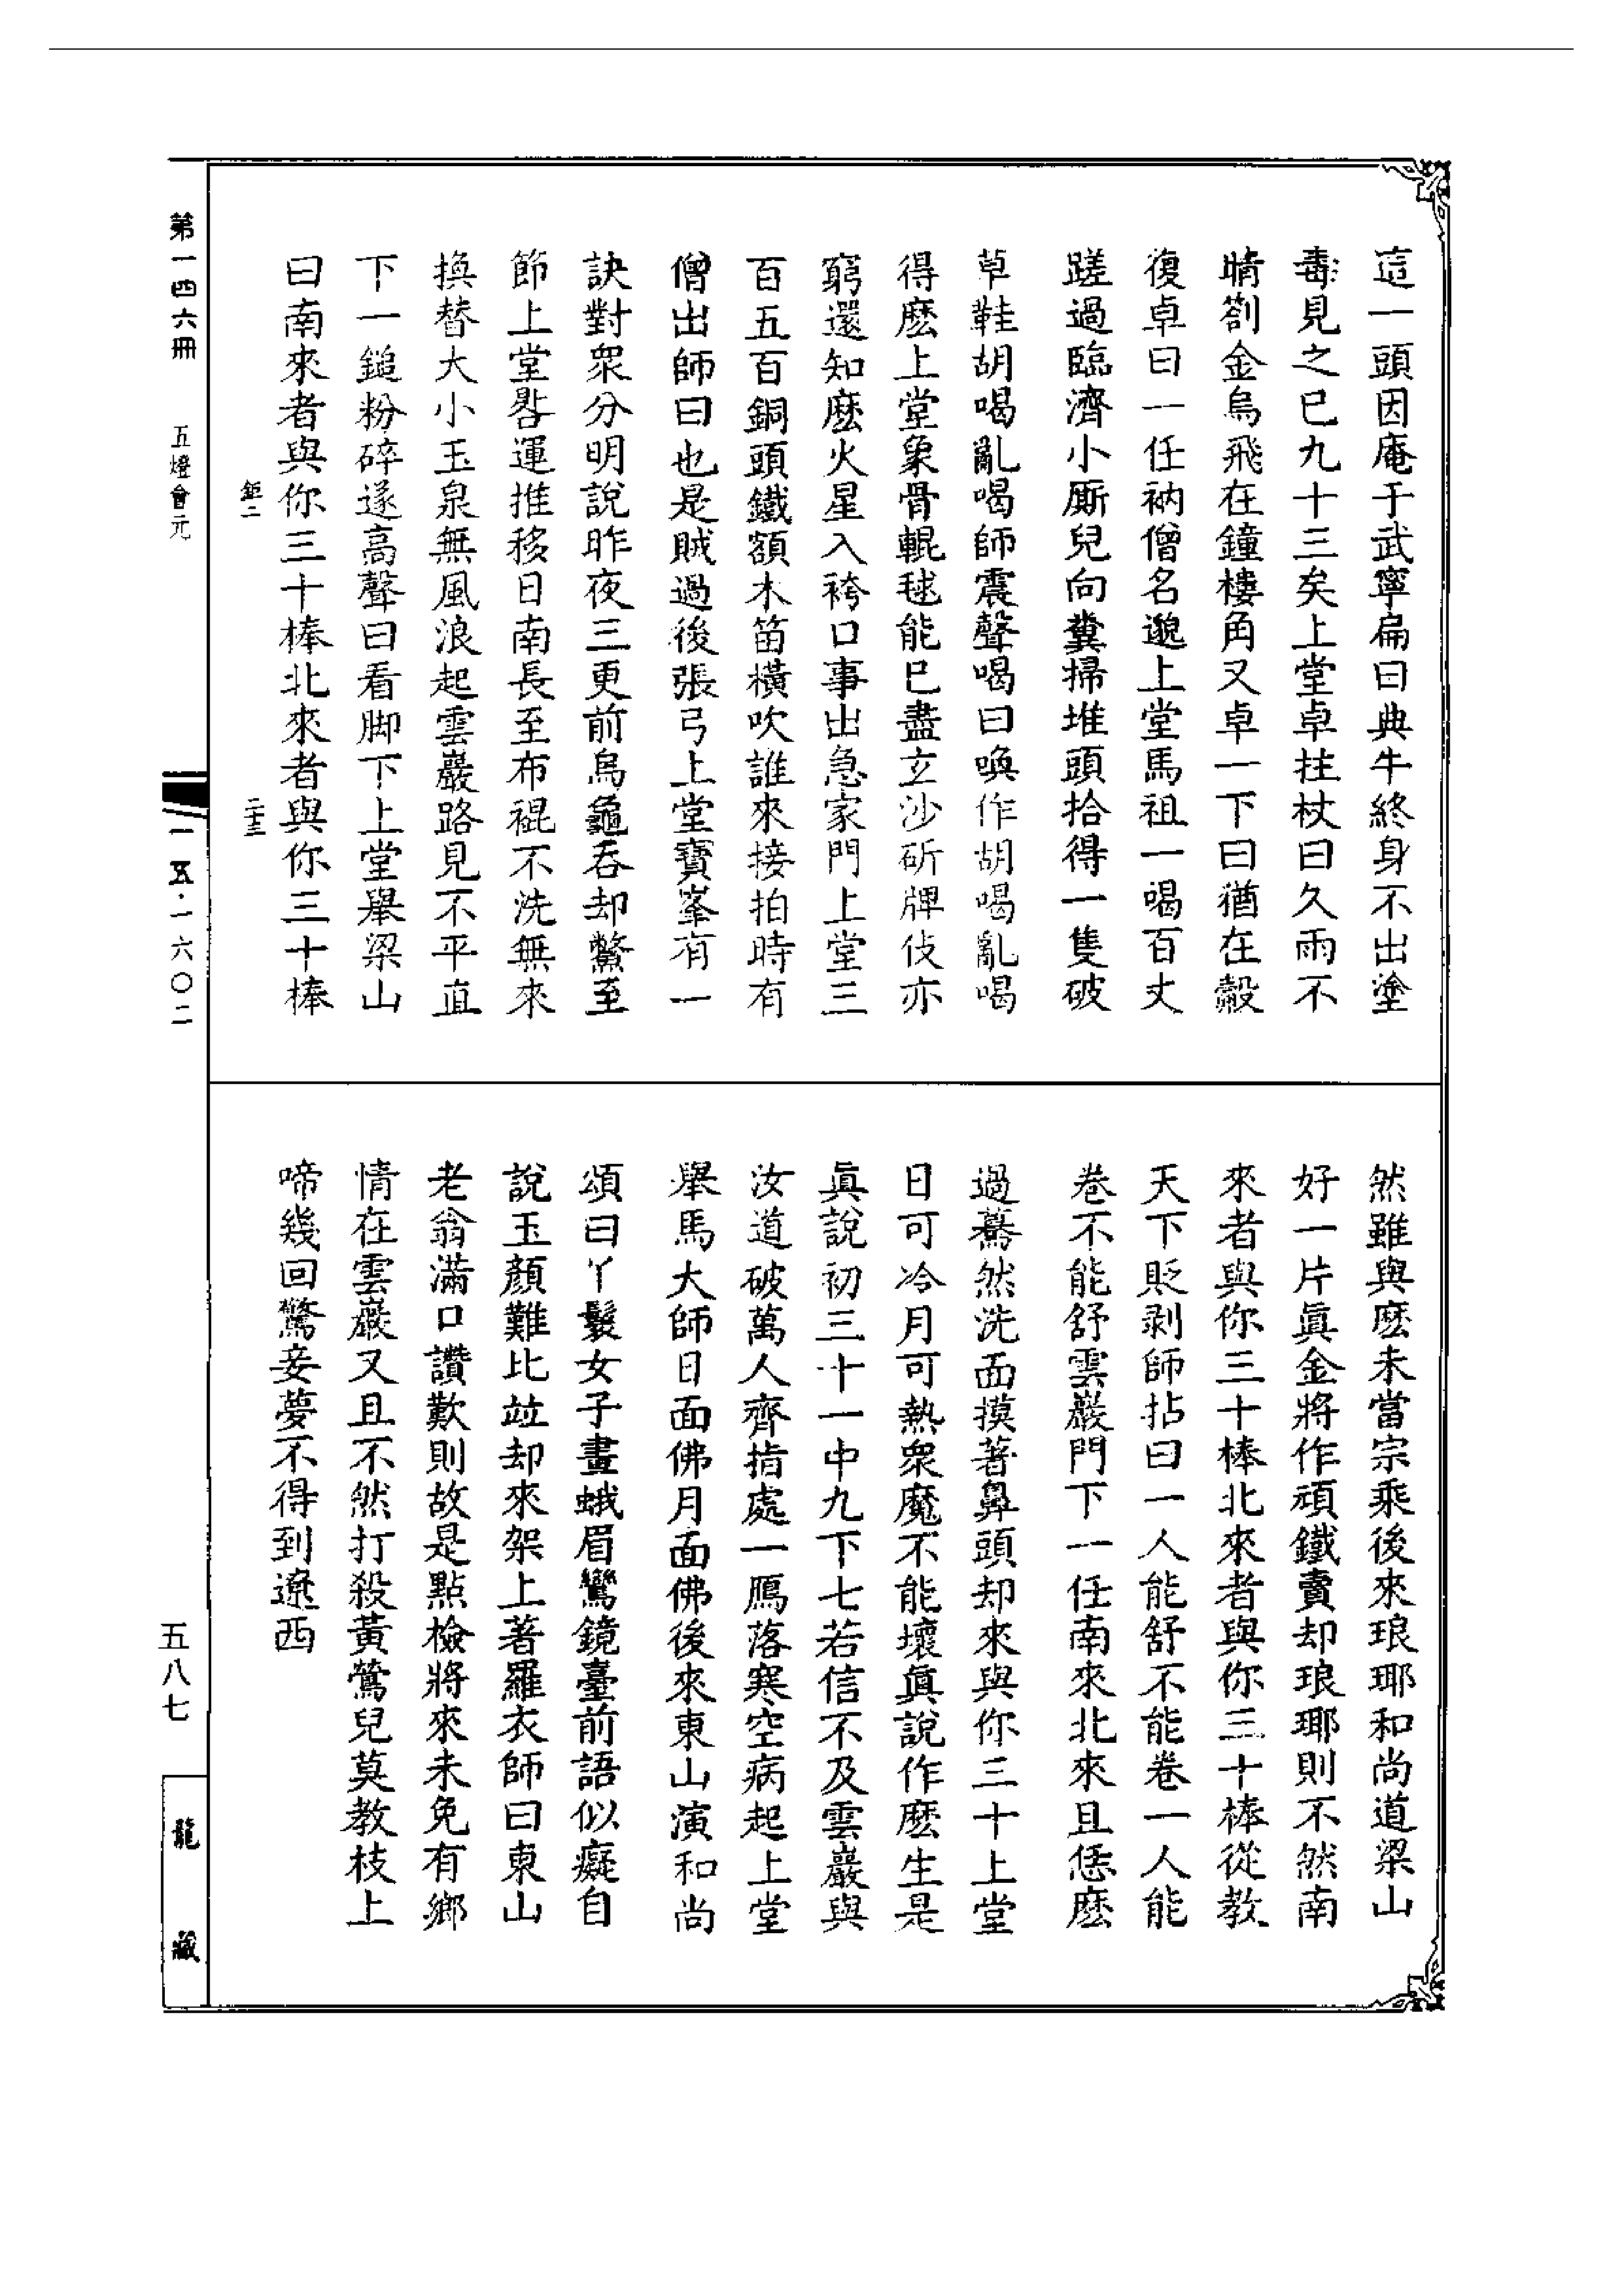 這一頭因庵于武寧扁曰典牛終身不出塗
毒見之已九十三矣上堂卓拄杖曰久雨不
晴劄金烏飛在鐘樓角又卓一下曰猶在㲉
復卓曰一任衲僧名邈上堂馬祖一喝百丈
蹉過臨濟小厮兒向糞掃堆頭拾得一隻破
草鞋胡喝亂喝師震聲喝曰喚作胡喝亂喝
得麽上堂象骨輥毬能已盡玄沙斫牌伎亦
窮還知麽火星入袴口事出急家門上堂三
百五百銅頭鐵額木笛橫吹誰來接拍時有
僧出師曰也是賊過後張弓上堂寶峯有一
訣對衆分明說昨夜三更前烏龜吞却鱉至
節上堂晷運推移日南長至布裩不洗無來
換替大小玉泉無風浪起雲巖路見不平直
下一鎚粉碎遂高聲曰看脚下上堂舉梁山
曰南來者與你三十棒北來者與你三十棒
然雖與麽未當宗乘後來琅瑘和尚道梁山
好一片眞金將作頑鐵賣却琅瑘則不然南
來者與你三十棒北來者與你三十棒從教
天下貶剥師拈曰一人能舒不能卷一人能
卷不能舒雲巖門下一任南來北來且恁麽
過驀然洗面摸著鼻頭却來與你三十上堂
日可冷月可熱衆魔不能壞眞說作麽生是
眞說初三十一中九下七若信不及雲巖與
汝道破萬人齊指處一鴈落寒空病起上堂
舉馬大師日面佛月面佛後來東山演和尚
頌曰丫鬟女子畫蛾眉鸞鏡臺前語似癡自
說玉顏難比竝却來架上著羅衣師曰東山
老翁滿口讚歎則故是點檢將來未免有鄉
情在雲巖又且不然打殺黃鶯兒莫教枝上
啼幾回驚妾夢不得到遼西
鉅二
二十三
第一四六冊 五燈會元
一五·一六〇二
五八七
龍藏